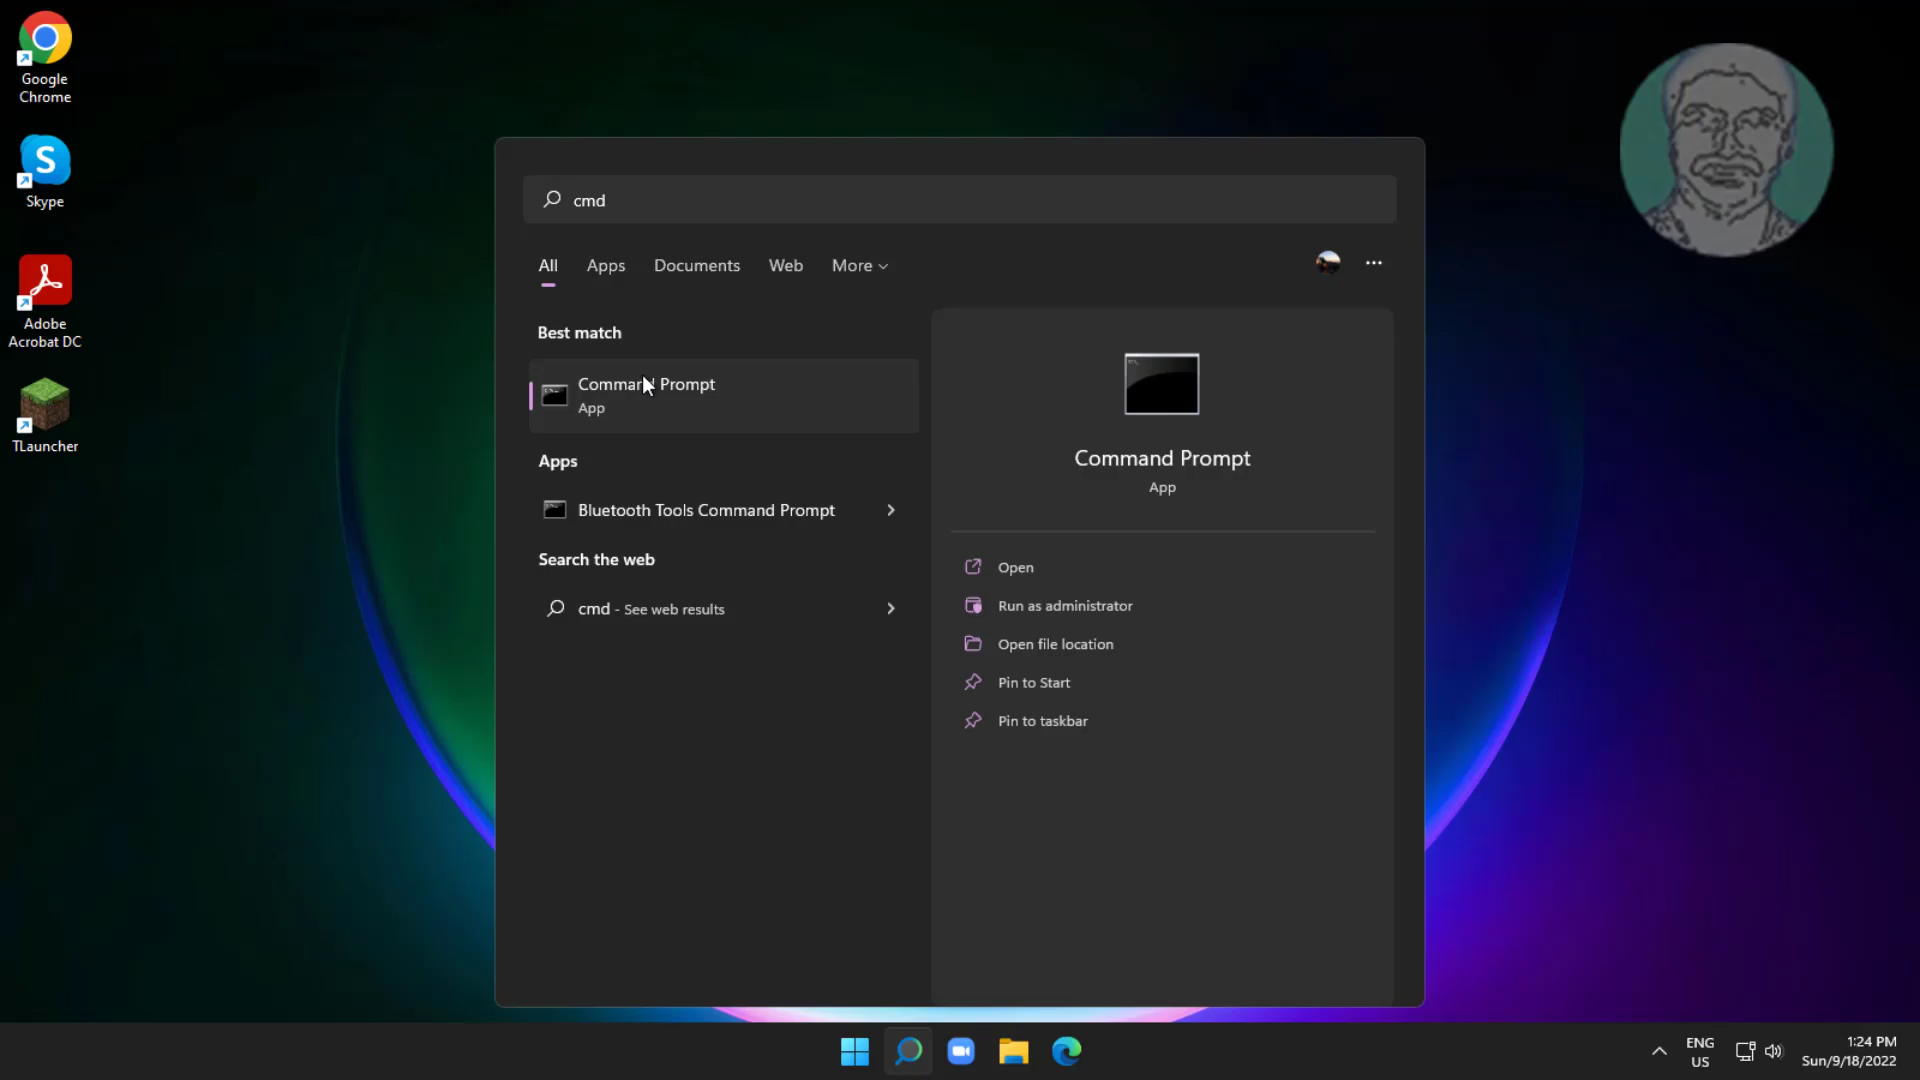 Google
Chrome
S
Skype
Adobe
Acrobat DC
TLauncher
cmd
All
Apps
Documents
Web
More
Best match
Command Prompt
App
Apps
Bluetooth Tools Command Prompt
Search the web
cmd - See web results
Command Prompt
App
Open
Run as administrator
Open file location
Pin to Start
Pin to taskbar
ENG
US
1:24 PM
Sun/9/18/2022